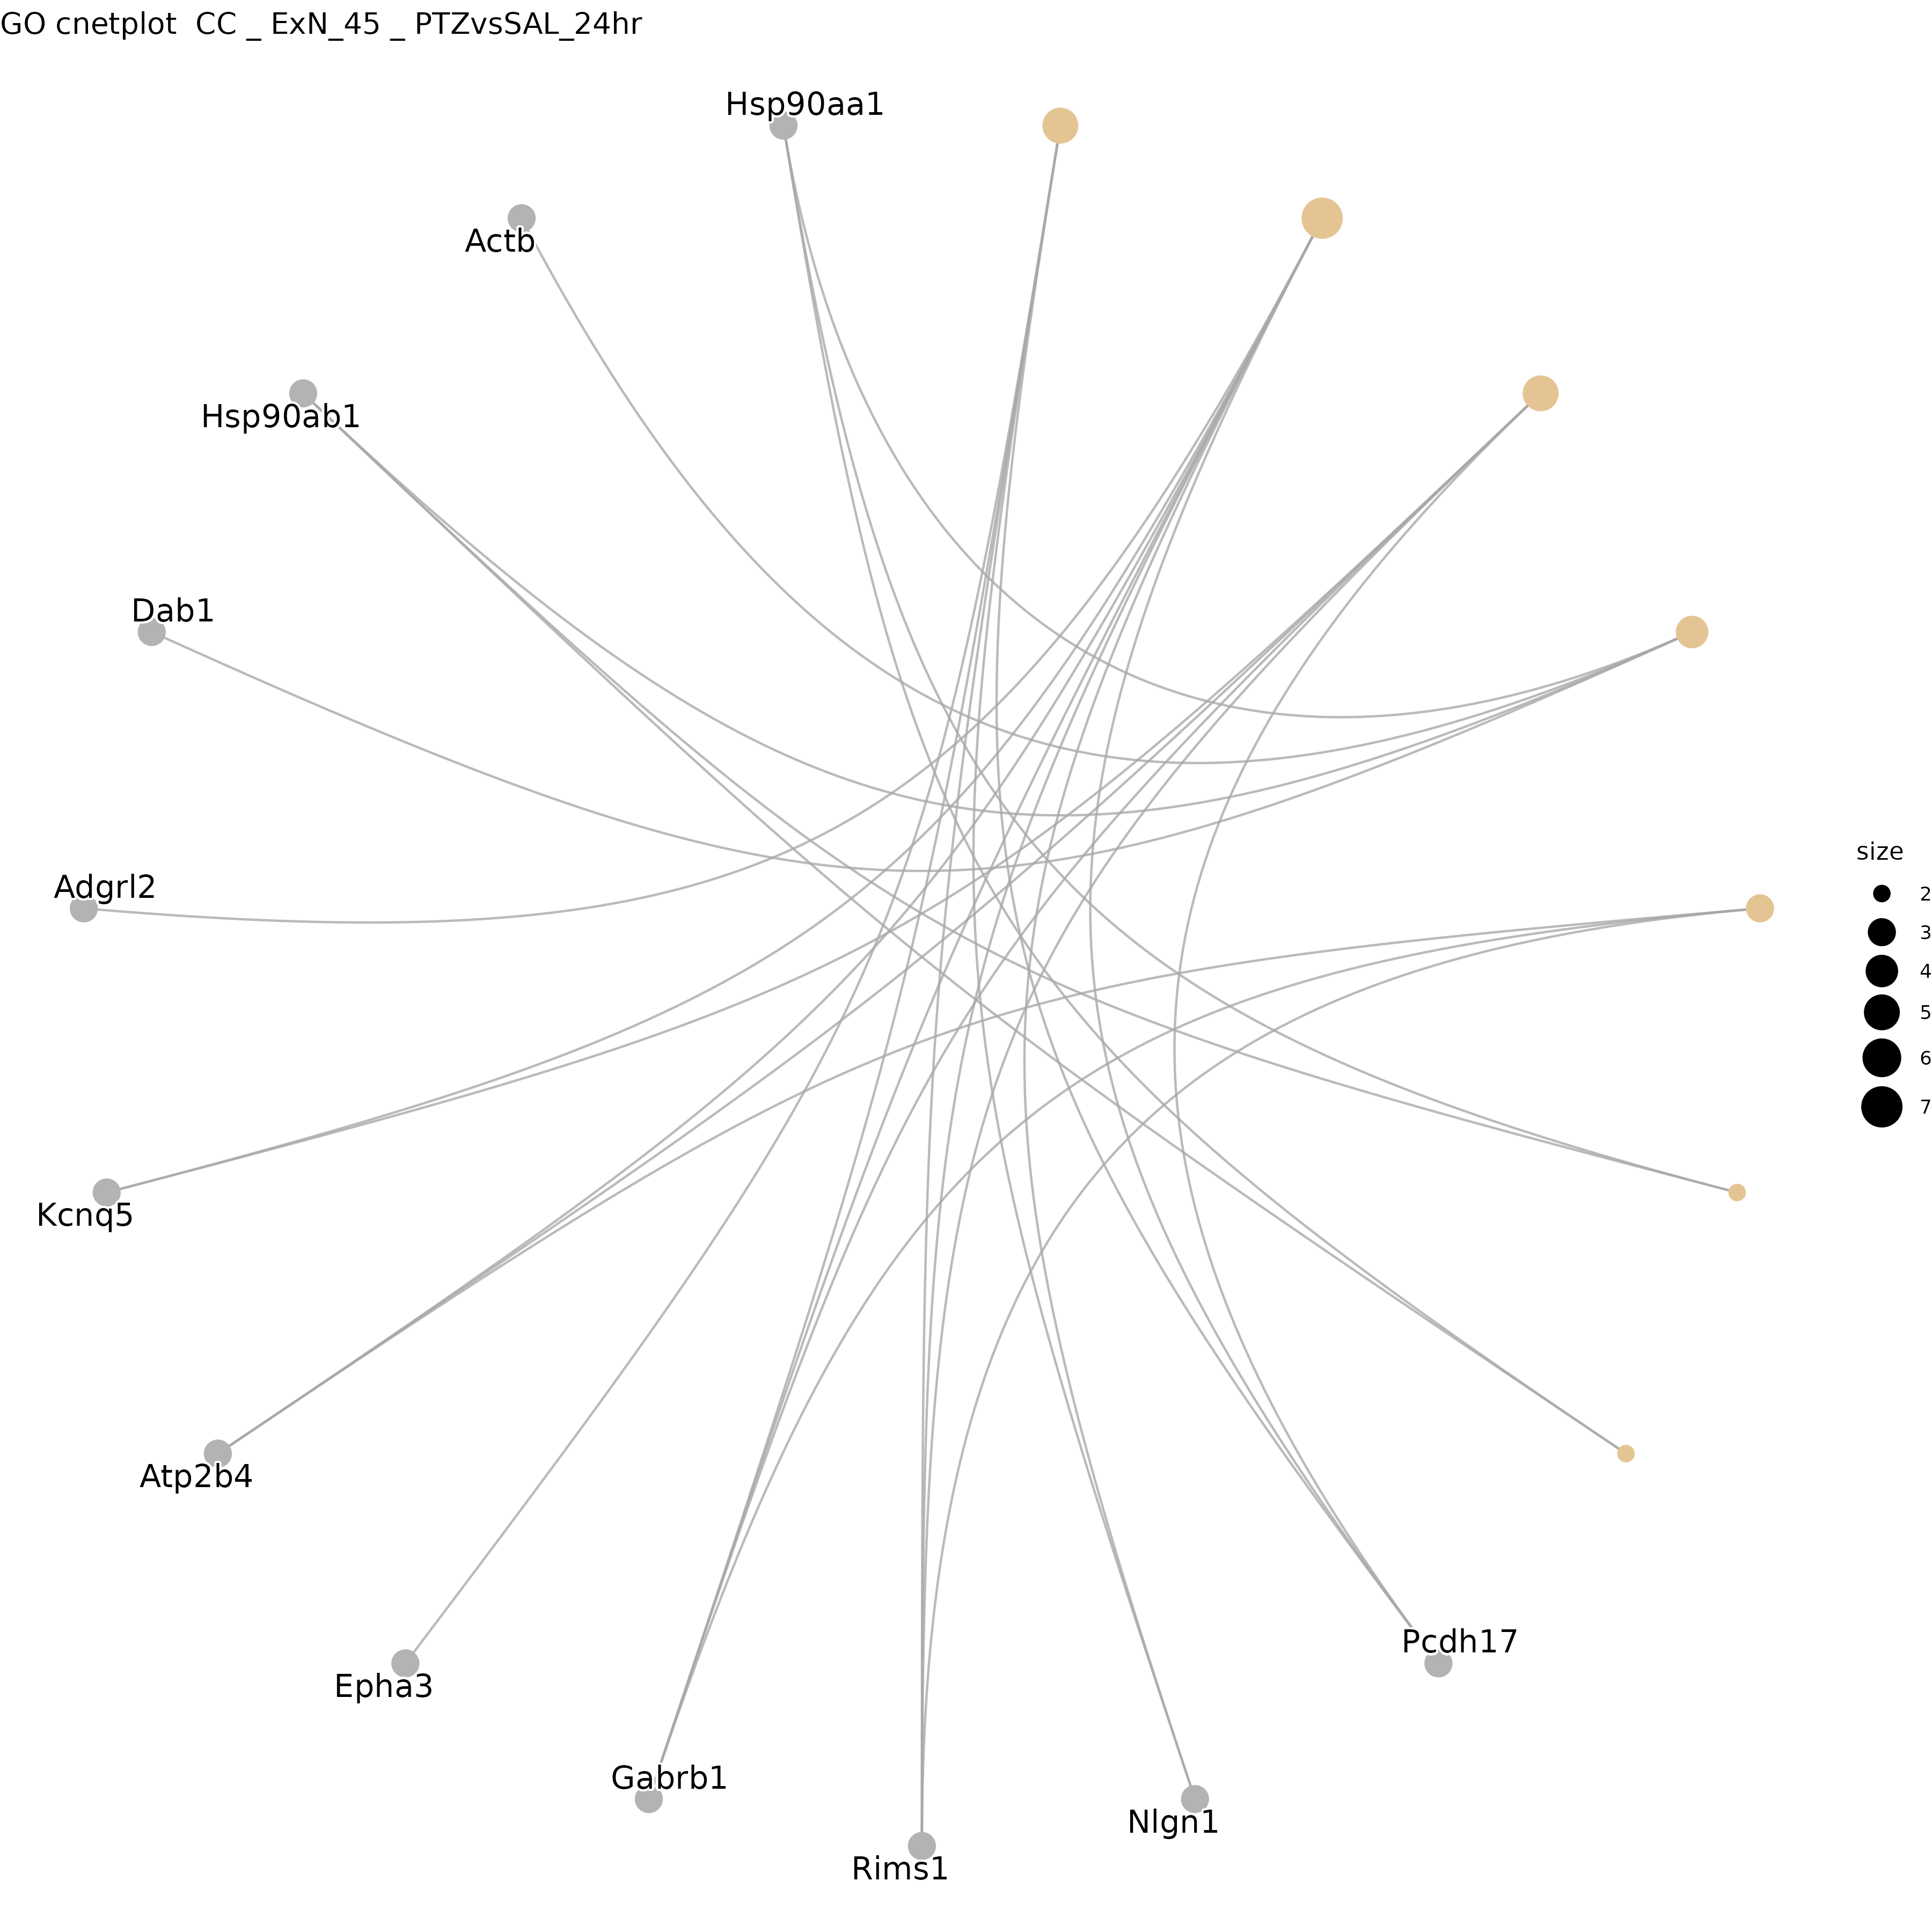 GO cnetplot  CC _ ExN_45 _ PTZvsSAL_24hr
Hsp90aa1
Actb
Hsp90ab1
Dab1
Adgrl2
size
2
3
4
5
6
7
Kcnq5
Atp2b4
Epha3
Pcdh17
Gabrb1
Nlgn1
Rims1